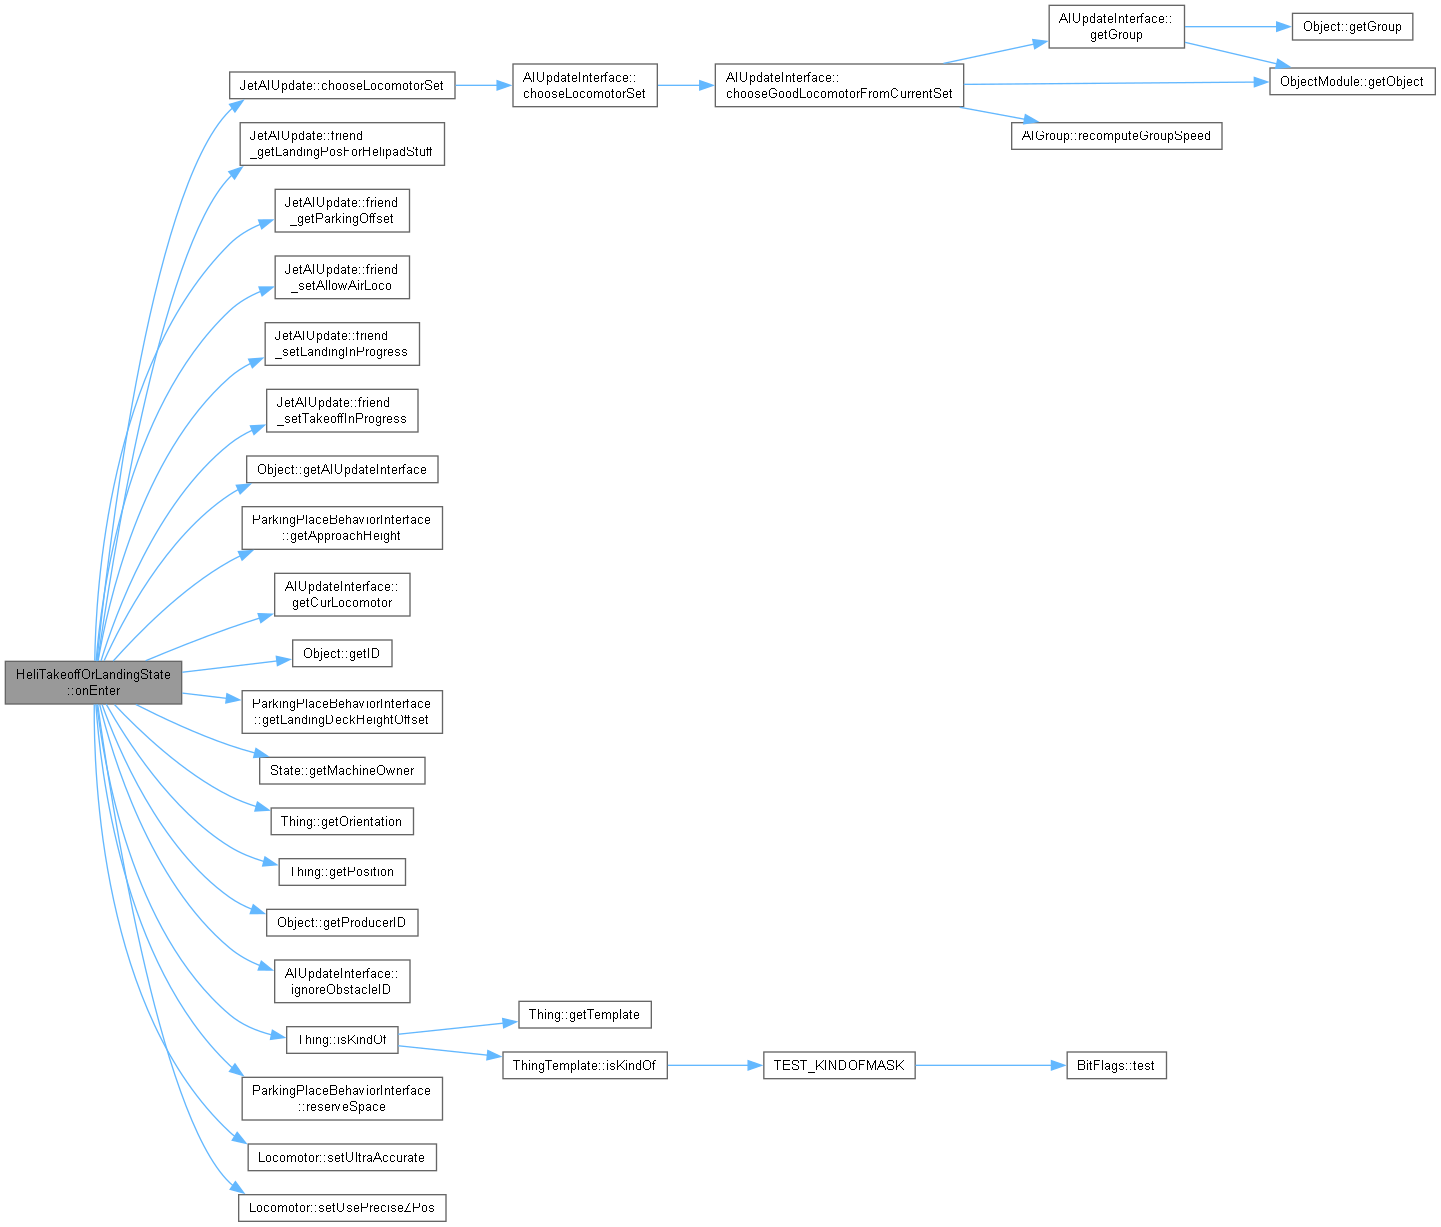 HeliTakeoffOrLandingState
::onEnter
JetAIUpdate::chooseLocomotorSet
AIUpdateInterface::
chooseLocomotorSet
AIUpdateInterface::
chooseGoodLocomotorFromCurrentSet
AIUpdateInterface::
getGroup
Object::getGroup
ObjectModule::getObject
AIGroup::recomputeGroupSpeed
JetAIUpdate::friend
_getLandingPosForHelipadStuff
JetAIUpdate::friend
_getParkingOffset
JetAIUpdate::friend
_setAllowAirLoco
JetAIUpdate::friend
_setLandingInProgress
JetAIUpdate::friend
_setTakeoffInProgress
Object::getAIUpdateInterface
ParkingPlaceBehaviorInterface
::getApproachHeight
AIUpdateInterface::
getCurLocomotor
Object::getID
ParkingPlaceBehaviorInterface
::getLandingDeckHeightOffset
State::getMachineOwner
Thing::getOrientation
Thing::getPosition
Object::getProducerID
AIUpdateInterface::
ignoreObstacleID
Thing::isKindOf
Thing::getTemplate
ThingTemplate::isKindOf
TEST_KINDOFMASK
BitFlags::test
ParkingPlaceBehaviorInterface
::reserveSpace
Locomotor::setUltraAccurate
Locomotor::setUsePreciseZPos